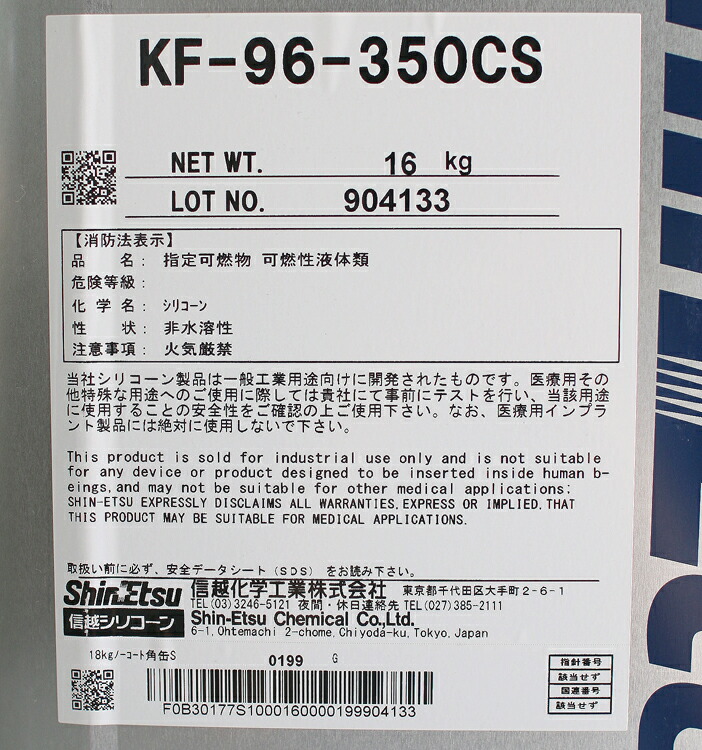 KF-96-350CS
NET WT. 16 kg
LOT NO. 904133
【消防法表示】
品 名： 指定可燃物 可燃性液体類
危険等級：
化 学 名： シリコーン
性 状： 非水溶性
注意事項： 火気厳禁
当社シリコーン製品は一般工業用途向けに開発されたものです。医療用その
他特殊な用途へのご使用に際しては貴社にて事前にテストを行い、当該用途
に使用することの安全性をご確認の上ご使用下さい。なお、医療用インプラ
ント製品には絶対に使用しないで下さい。
This product is sold for industrial use only and is not suitable
for any device or product designed to be inserted inside human b-
eings,and may not be suitable for other medical applications;
SHIN-ETSU EXPRESSLY DISCLAIMS ALL WARRANTIES,EXPRESS OR IMPLIED.THAT
THIS PRODUCT MAY BE SUITABLE FOR MEDICAL APPLICATIONS.
取扱い前に必ず、安全データシート（SDS）をお読み下さい。
ShinEtsu 信越化学工業株式会社 東京都千代田区大手町2-6-1
TEL(03)3246-5121 夜間・休日連絡先 TEL(027)385-2111
信越シリコーン Shin-Etsu Chemical Co.,Ltd.
6-1,Ohtemachi 2-chome,Chiyoda-ku,Tokyo,Japan
18kgノーコート角缶S 0199 G
F0B30177S1000160000199904133
指針番号
該当せず
国連番号
該当せず